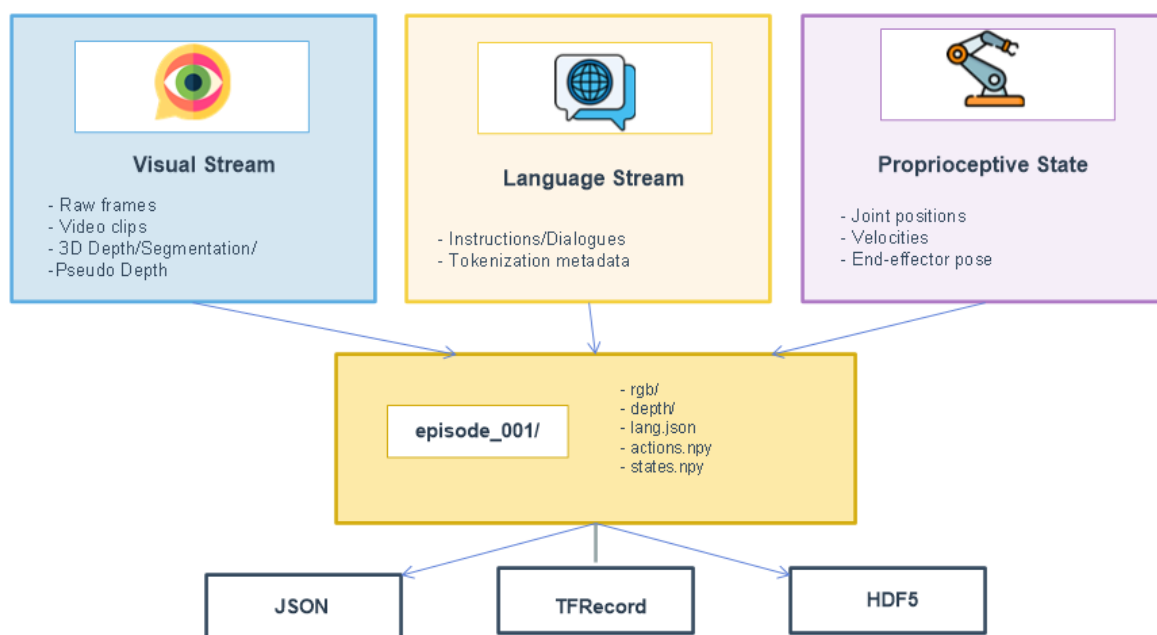 Visual Stream
- Raw frames
- Video clips
- 3D Depth/Segmentation/
-Pseudo Depth
Language Stream
- Instructions/Dialogues
- Tokenization metadata
Proprioceptive State
- Joint positions
- Velocities
- End-effector pose
episode_001/
- rgb/
- depth/
- lang.json
- actions.npy
- states.npy
JSON
TFRecord
HDF5